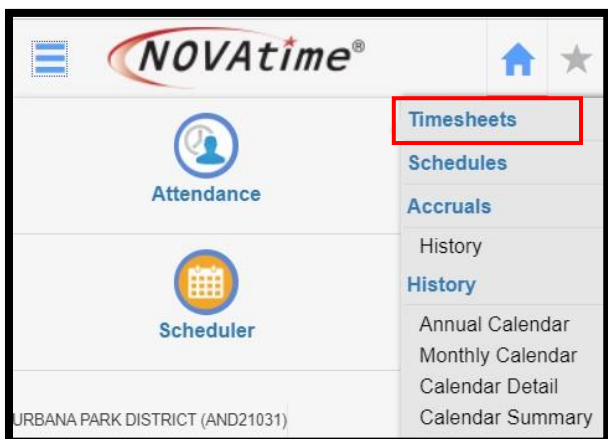 NOVAtime®
Attendance
Scheduler
URBANA PARK DISTRICT (AND21031)
Timesheets
Schedules
Accruals
History
History
Annual Calendar
Monthly Calendar
Calendar Detail
Calendar Summary